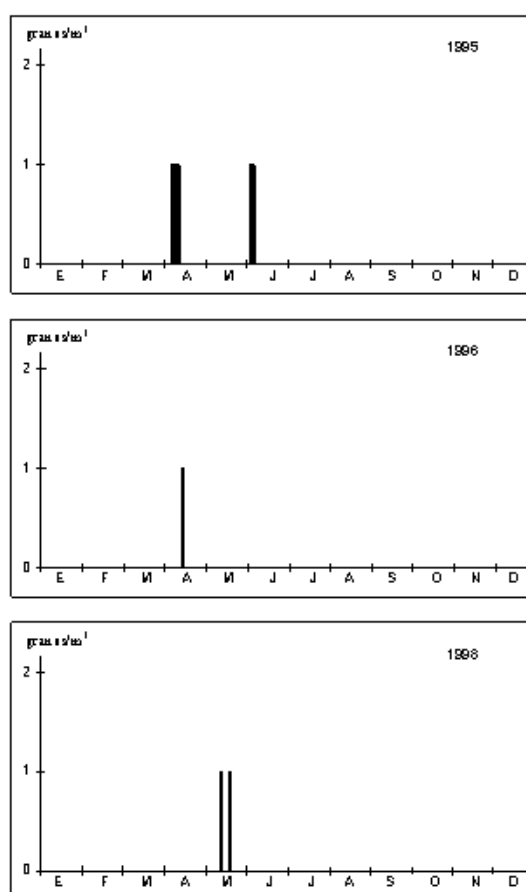 granos/m³
1995
2
1
0
E F M A M J J A S O N D
granos/m³
1996
2
1
0
E F M A M J J A S O N D
granos/m³
1998
2
1
0
E F M A M J J A S O N D